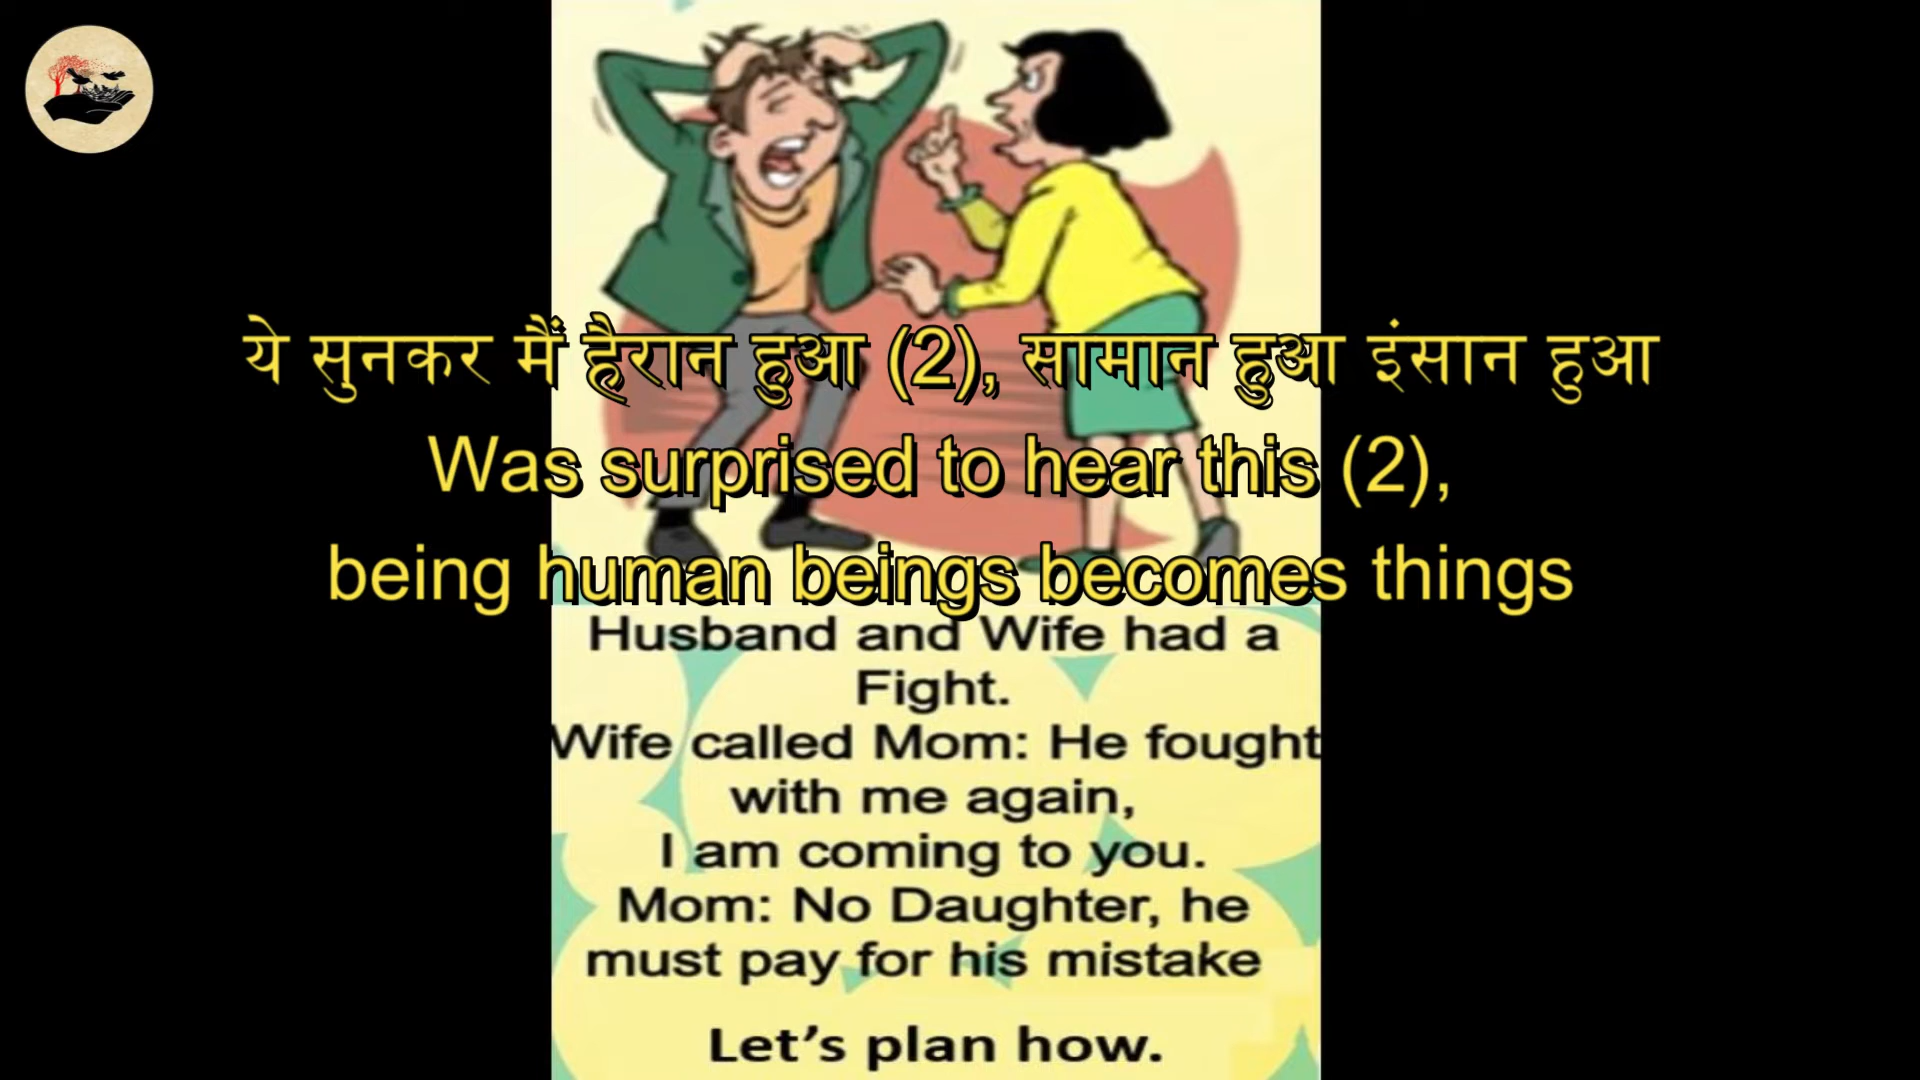 ये सुनकर मैं हैरान हुआ (2), सामान हुआ इंसान हुआ
Was surprised to hear this (2),
being human beings becomes things
Husband and Wife had a
Fight.
Wife called Mom: He fought
with me again,
I am coming to you.
Mom: No Daughter, he
must pay for his mistake
Let's plan how.